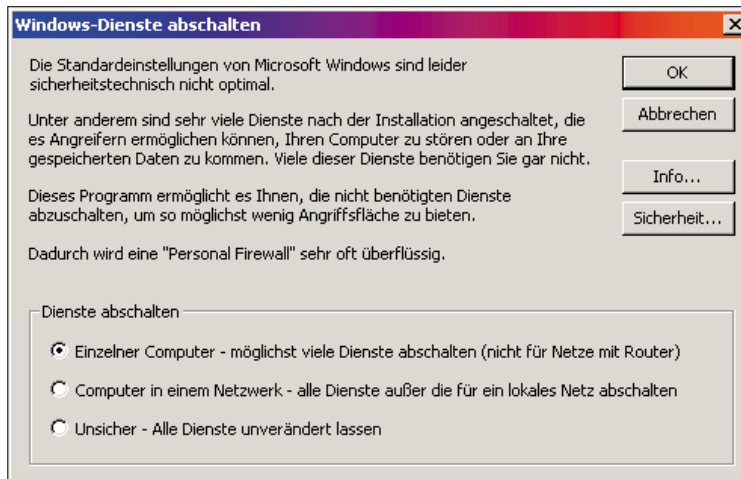 Windows-Dienste abschalten
Die Standardeinstellungen von Microsoft Windows sind leider
sicherheitstechnisch nicht optimal.
Unter anderem sind sehr viele Dienste nach der Installation angeschaltet, die
es Angreifern ermöglichen können, Ihren Computer zu stören oder an Ihre
gespeicherten Daten zu kommen. Viele dieser Dienste benötigen Sie gar nicht.
Dieses Programm ermöglicht es Ihnen, die nicht benötigten Dienste
abzuschalten, um so möglichst wenig Angriffsfläche zu bieten.
Dadurch wird eine "Personal Firewall" sehr oft überflüssig.
OK
Abbrechen
Info...
Sicherheit...
Dienste abschalten
Einzelner Computer - möglichst viele Dienste abschalten (nicht für Netze mit Router)
Computer in einem Netzwerk - alle Dienste außer die für ein lokales Netz abschalten
Unsicher - Alle Dienste unverändert lassen